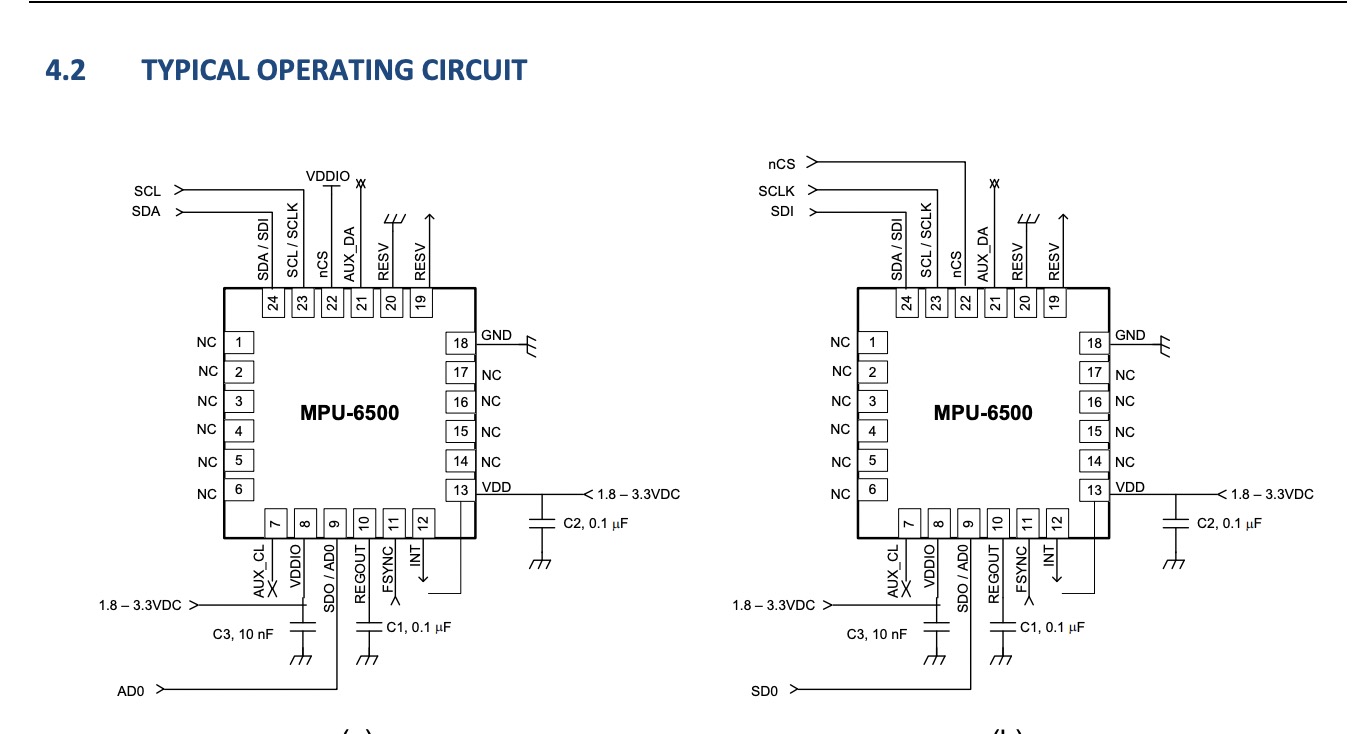 4.2 TYPICAL OPERATING CIRCUIT
SCL
SDA
VDDIO
SDA / SDI
SCL / SCLK
nCS
AUX_DA
RESV
RESV
24
23
22
21
20
19
NC 1
NC 2
NC 3
NC 4
NC 5
NC 6
MPU-6500
18 GND
17 NC
16 NC
15 NC
14 NC
13 VDD
1.8 – 3.3VDC
C2, 0.1 µF
7
8
9
10
11
12
AUX_CL
VDDIO
SDO / AD0
REGOUT
FSYNC
INT
1.8 – 3.3VDC
C3, 10 nF
C1, 0.1 µF
AD0
nCS
SCLK
SDI
SDA / SDI
SCL / SCLK
nCS
AUX_DA
RESV
RESV
24
23
22
21
20
19
NC 1
NC 2
NC 3
NC 4
NC 5
NC 6
MPU-6500
18 GND
17 NC
16 NC
15 NC
14 NC
13 VDD
1.8 – 3.3VDC
C2, 0.1 µF
7
8
9
10
11
12
AUX_CL
VDDIO
SDO / AD0
REGOUT
FSYNC
INT
1.8 – 3.3VDC
C3, 10 nF
C1, 0.1 µF
SD0